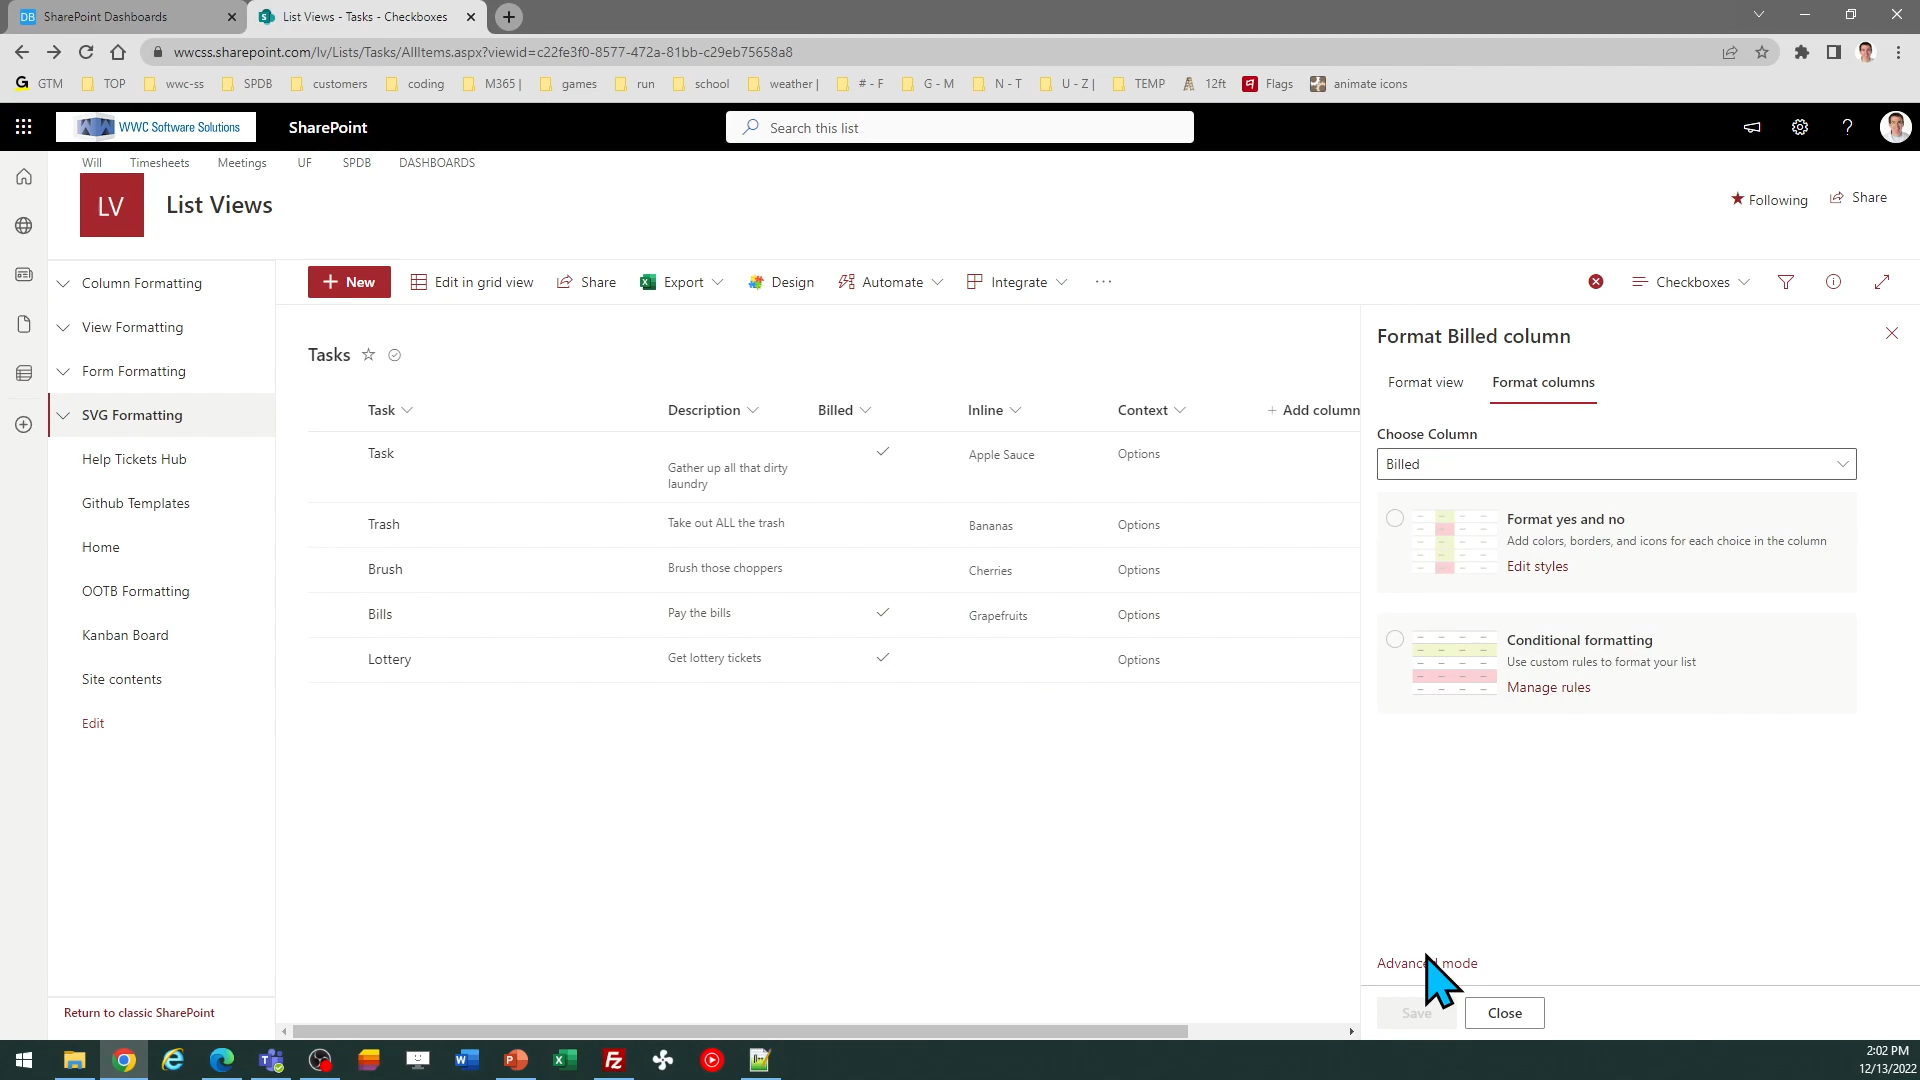 SharePoint Dashboards
List Views - Tasks - Checkboxes
wwcss.sharepoint.com/lv/Lists/Tasks/AllItems.aspx?viewid=c22fe3f0-8577-472a-81bb-c29eb75658a8
GTM TOP wwc-ss SPDB customers coding M365 | games run school weather | # - F G - M N - T U - Z | TEMP 12ft Flags animate icons
WWC Software Solutions SharePoint Search this list
Will Timesheets Meetings UF SPDB DASHBOARDS
LV List Views
Following Share
Column Formatting
View Formatting
Form Formatting
SVG Formatting
Help Tickets Hub
Github Templates
Home
OOTB Formatting
Kanban Board
Site contents
Edit
Return to classic SharePoint
New Edit in grid view Share Export Design Automate Integrate ... Checkboxes
Tasks
Task Description Billed Inline Context + Add column
Task Gather up all that dirty Apple Sauce Options
laundry
Trash Take out ALL the trash Bananas Options
Brush Brush those choppers Cherries Options
Bills Pay the bills Grapefruits Options
Lottery Get lottery tickets Options
Format Billed column
Format view Format columns
Choose Column
Billed
Format yes and no
Add colors, borders, and icons for each choice in the column
Edit styles
Conditional formatting
Use custom rules to format your list
Manage rules
Advanced mode
Save Close
2:02 PM
12/13/2022